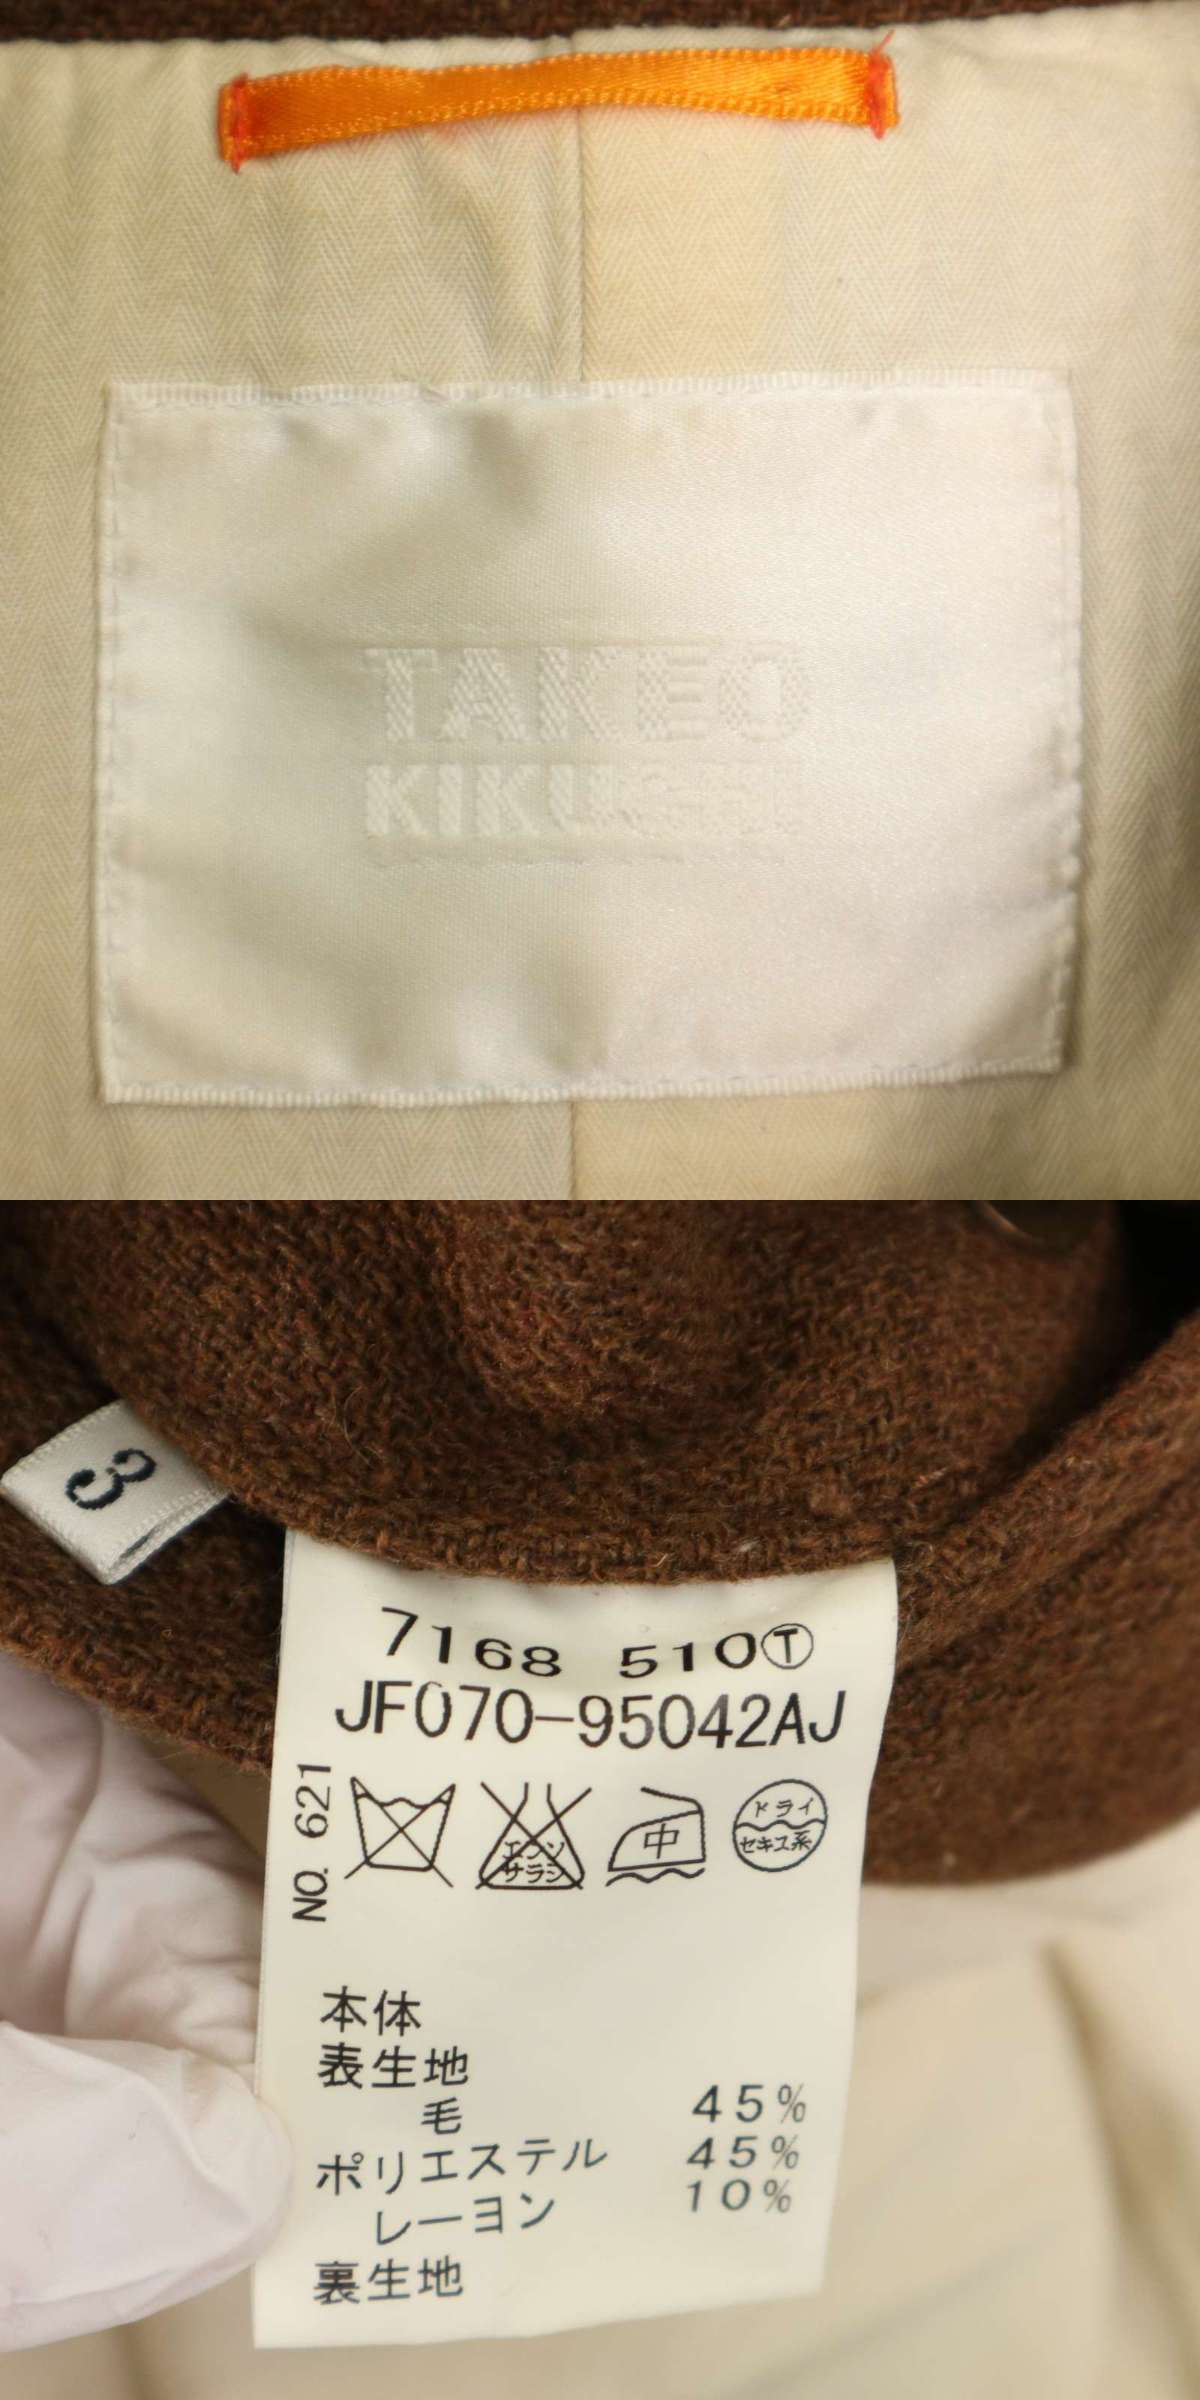 TAKEO
KIKUCHI
3
7168 510Ⓣ
JF070-95042AJ
NO. 621
エンソ
サラシ
中
ドライ
セキユ系
本体
表生地
毛 45%
ポリエステル 45%
レーヨン 10%
裏生地